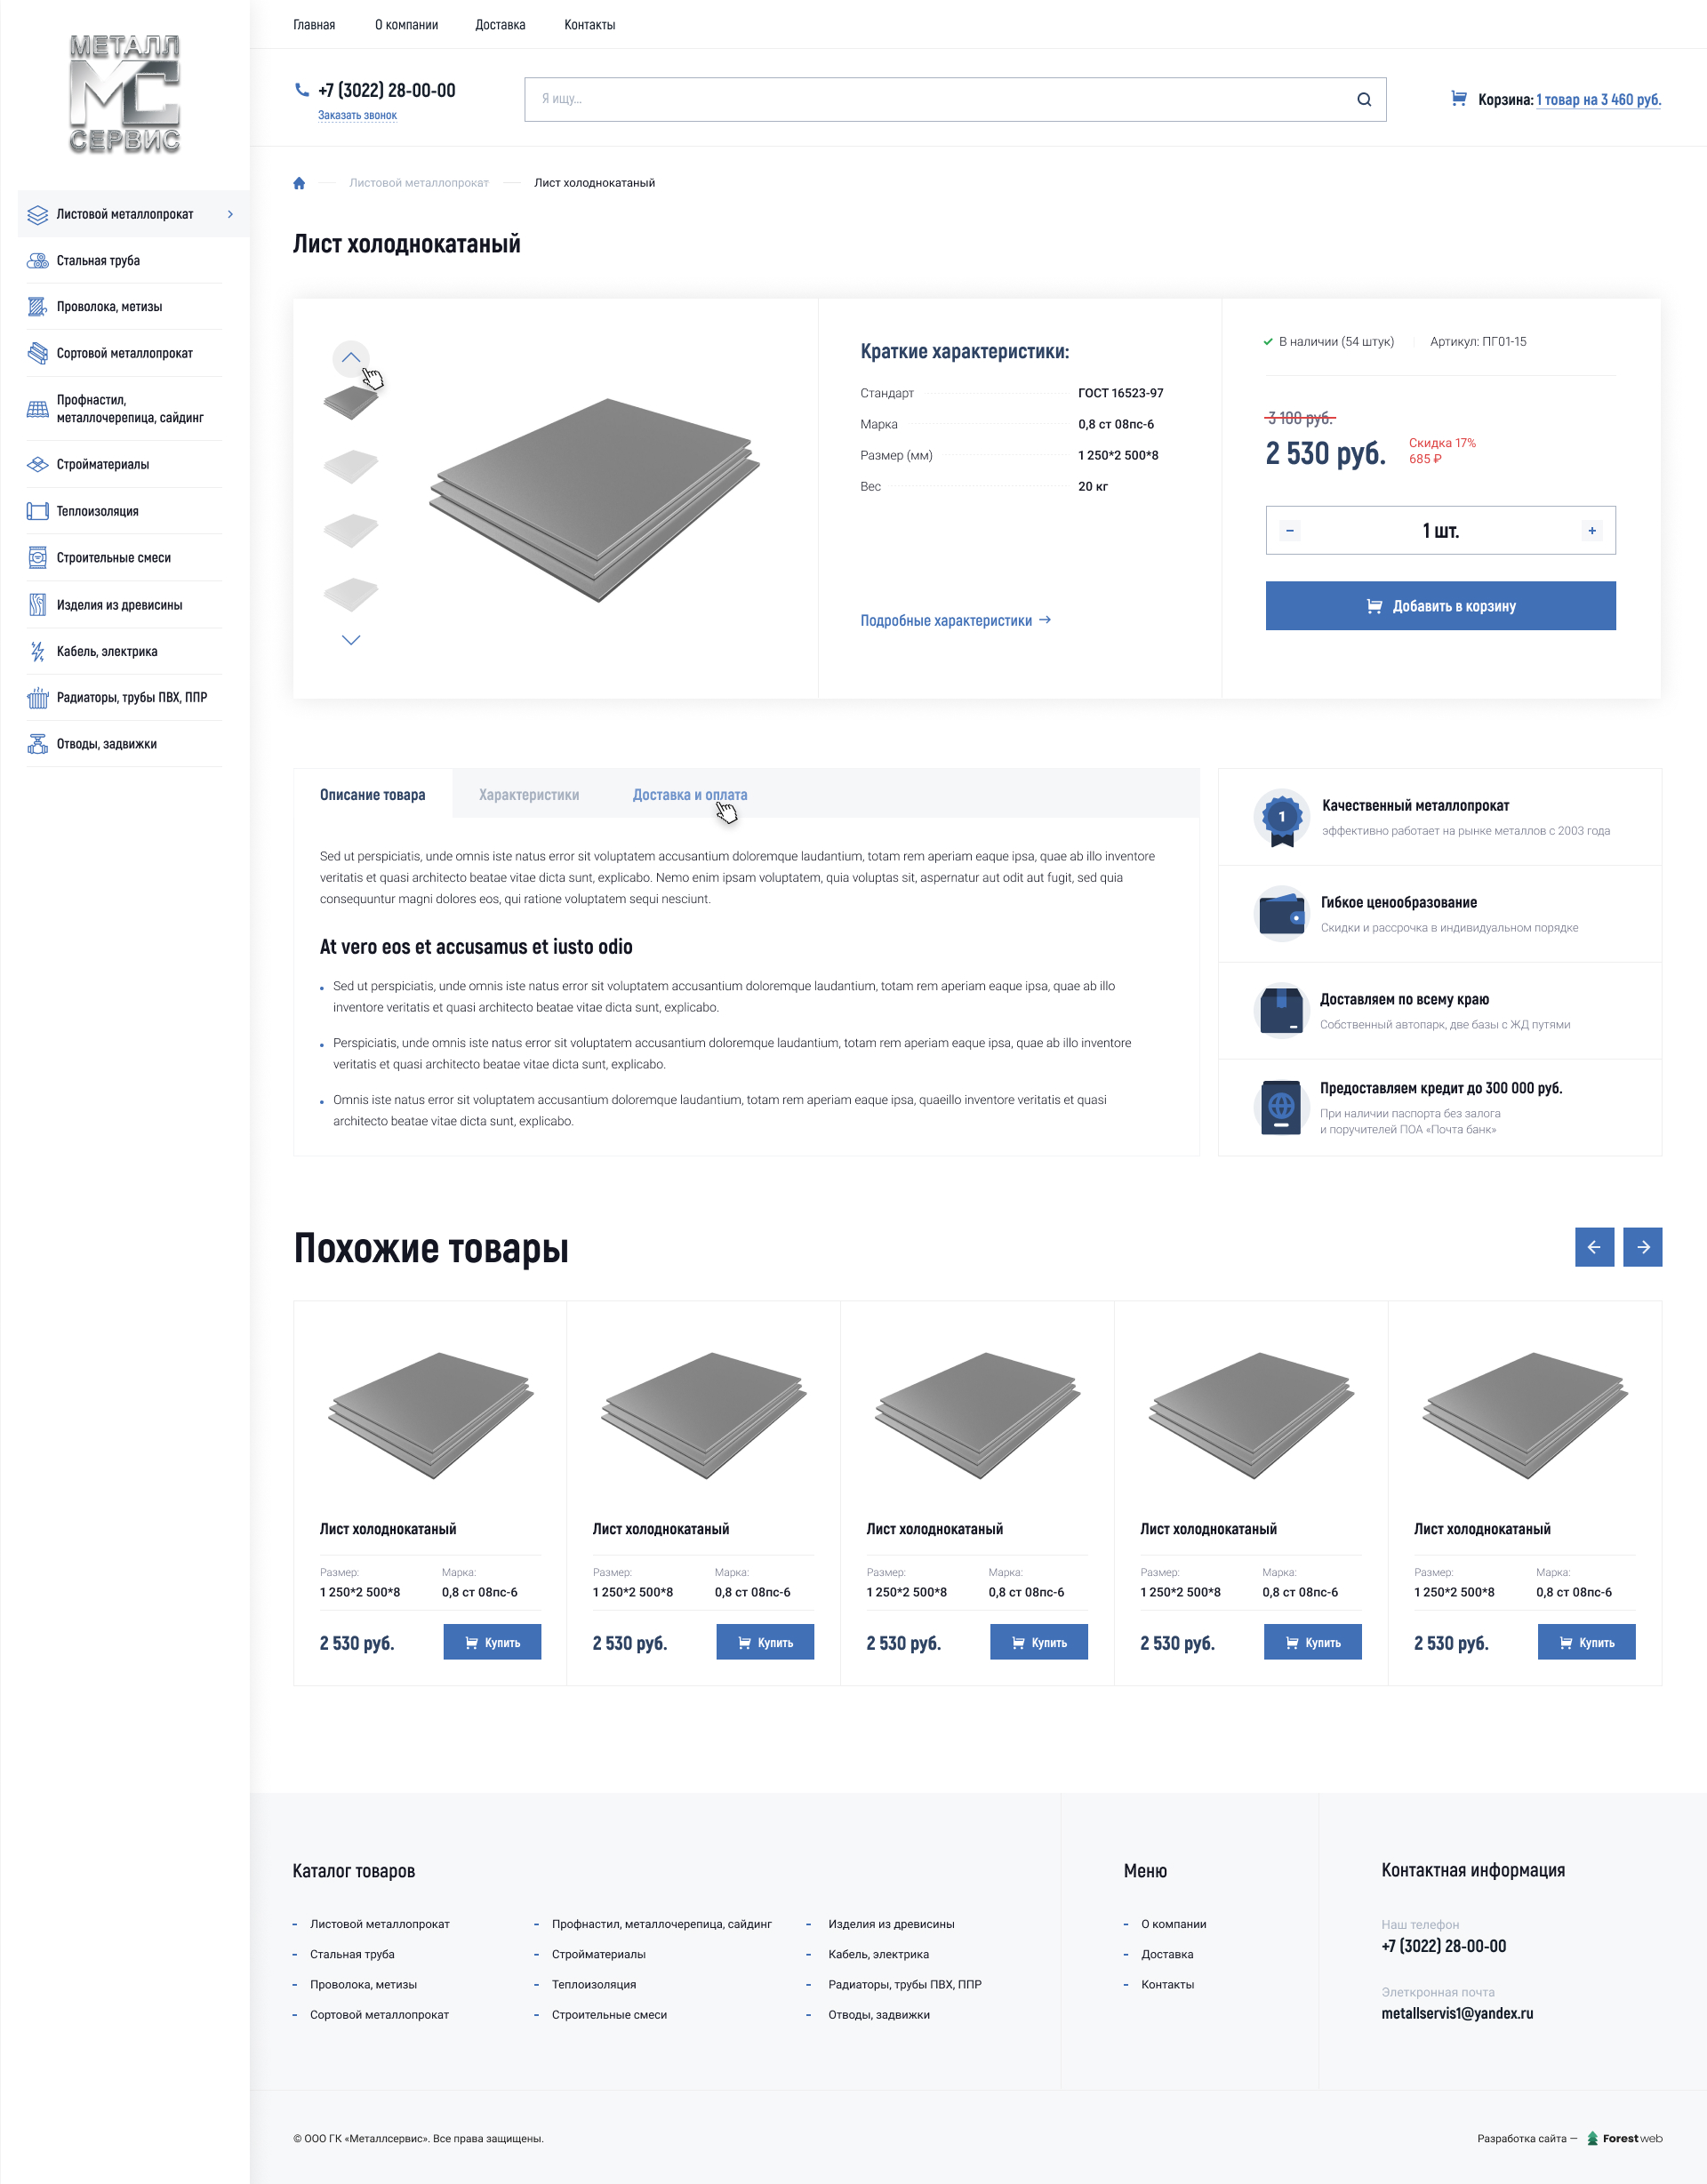 МЕТАЛЛ
МС
СЕРВИС
Листовой металлопрокат
Стальная труба
Проволока, метизы
Сортовой металлопрокат
Профнастил,
металлочерепица, сайдинг
Стройматериалы
Теплоизоляция
Строительные смеси
Изделия из древисины
Кабель, электрика
Радиаторы, трубы ПВХ, ППР
Отводы, задвижки
Главная О компании Доставка Контакты
+7 (3022) 28-00-00
Заказать звонок
Я ищу...
Корзина: 1 товар на 3 460 руб.
Листовой металлопрокат Лист холоднокатаный
Лист холоднокатаный
Краткие характеристики:
Стандарт ГОСТ 16523-97
Марка 0,8 ст 08пс-6
Размер (мм) 1 250*2 500*8
Вес 20 кг
Подробные характеристики →
В наличии (54 штук) Артикул: ПГ01-15
3 100 руб.
2 530 руб.
Скидка 17%
685 ₽
- 1 шт. +
Добавить в корзину
Описание товара Характеристики Доставка и оплата
Sed ut perspiciatis, unde omnis iste natus error sit voluptatem accusantium doloremque laudantium, totam rem aperiam eaque ipsa, quae ab illo inventore
veritatis et quasi architecto beatae vitae dicta sunt, explicabo. Nemo enim ipsam voluptatem, quia voluptas sit, aspernatur aut odit aut fugit, sed quia
consequuntur magni dolores eos, qui ratione voluptatem sequi nesciunt.
At vero eos et accusamus et iusto odio
Sed ut perspiciatis, unde omnis iste natus error sit voluptatem accusantium doloremque laudantium, totam rem aperiam eaque ipsa, quae ab illo
inventore veritatis et quasi architecto beatae vitae dicta sunt, explicabo.
Perspiciatis, unde omnis iste natus error sit voluptatem accusantium doloremque laudantium, totam rem aperiam eaque ipsa, quae ab illo inventore
veritatis et quasi architecto beatae vitae dicta sunt, explicabo.
Omnis iste natus error sit voluptatem accusantium doloremque laudantium, totam rem aperiam eaque ipsa, quaeillo inventore veritatis et quasi
architecto beatae vitae dicta sunt, explicabo.
1
Качественный металлопрокат
эффективно работает на рынке металлов с 2003 года
Гибкое ценообразование
Скидки и рассрочка в индивидуальном порядке
Доставляем по всему краю
Собственный автопарк, две базы с ЖД путями
Предоставляем кредит до 300 000 руб.
При наличии паспорта без залога
и поручителей ПОА «Почта банк»
Похожие товары
Лист холоднокатаный Лист холоднокатаный Лист холоднокатаный Лист холоднокатаный Лист холоднокатаный
Размер: Марка: Размер: Марка: Размер: Марка: Размер: Марка: Размер: Марка:
1 250*2 500*8 0,8 ст 08пс-6 1 250*2 500*8 0,8 ст 08пс-6 1 250*2 500*8 0,8 ст 08пс-6 1 250*2 500*8 0,8 ст 08пс-6 1 250*2 500*8 0,8 ст 08пс-6
2 530 руб. Купить 2 530 руб. Купить 2 530 руб. Купить 2 530 руб. Купить 2 530 руб. Купить
Каталог товаров
Листовой металлопрокат
Стальная труба
Проволока, метизы
Сортовой металлопрокат
Профнастил, металлочерепица, сайдинг
Стройматериалы
Теплоизоляция
Строительные смеси
Изделия из древисины
Кабель, электрика
Радиаторы, трубы ПВХ, ППР
Отводы, задвижки
Меню
О компании
Доставка
Контакты
Контактная информация
Наш телефон
+7 (3022) 28-00-00
Элеткронная почта
metallservis1@yandex.ru
© ООО ГК «Металлсервис». Все права защищены.
Разработка сайта — Forestweb